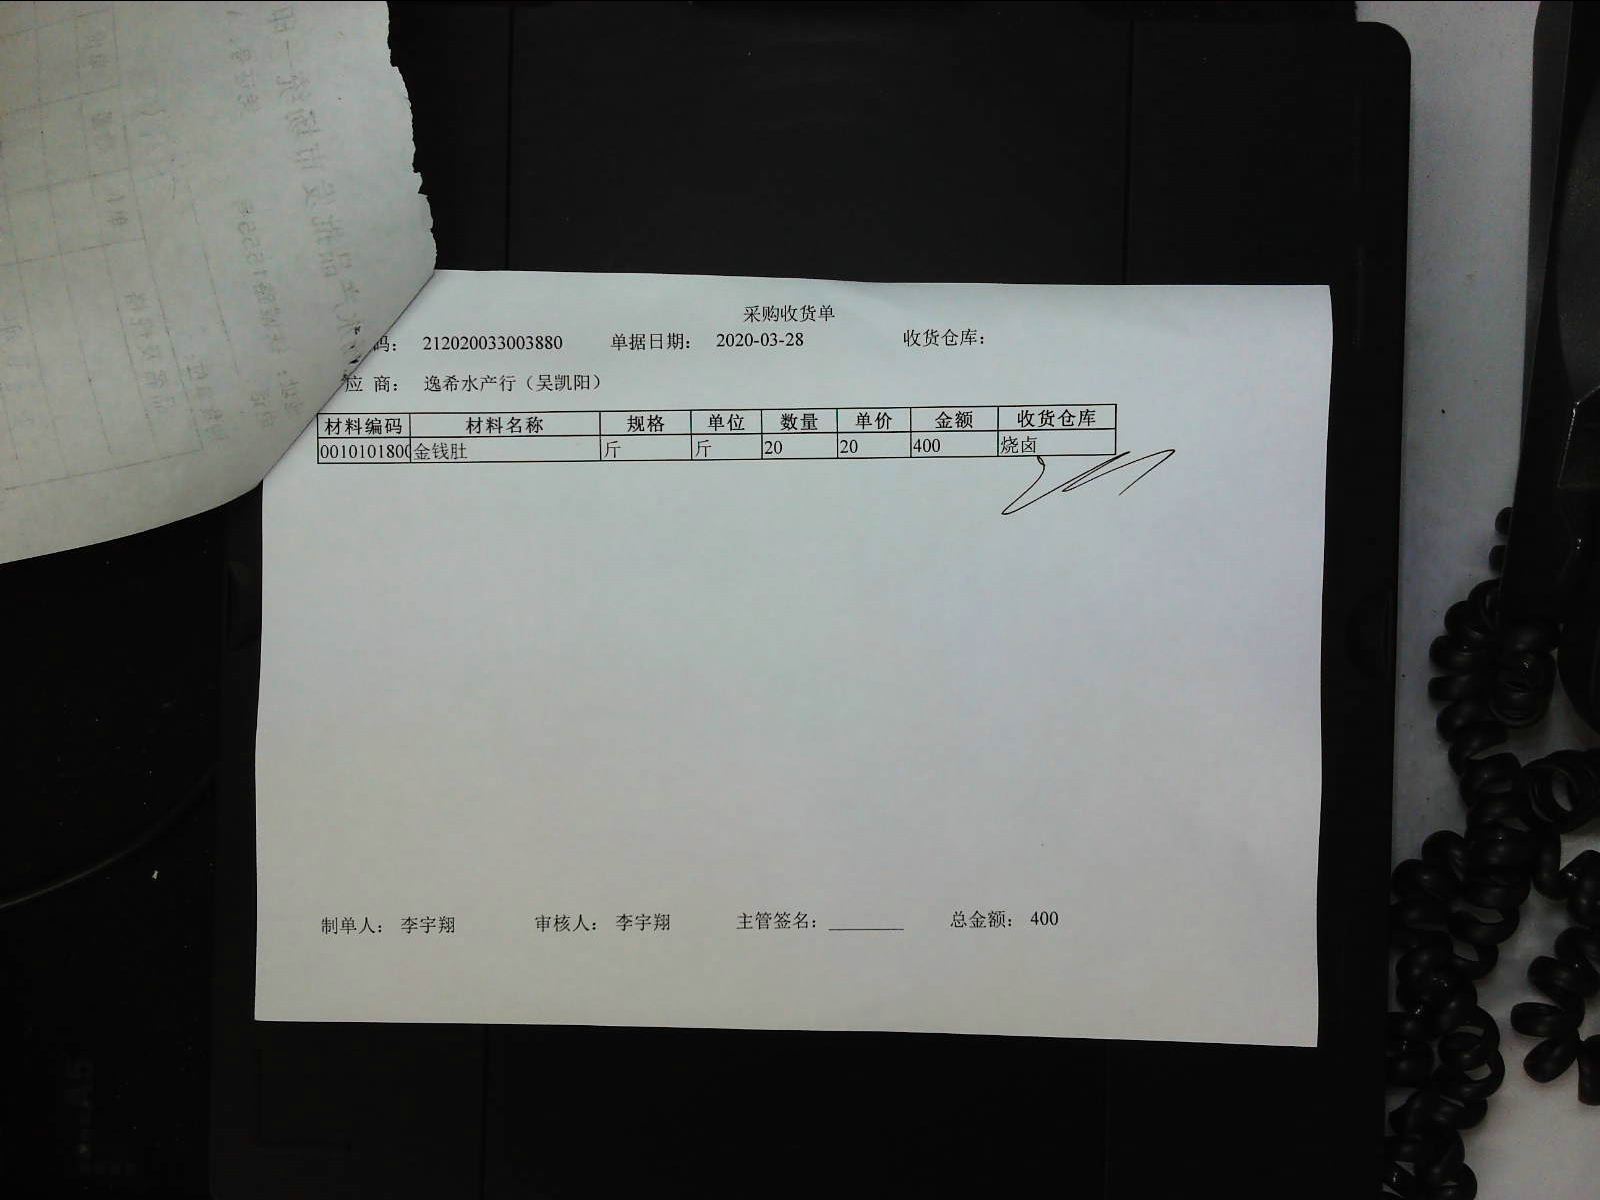 采购收货单
码： 212020033003880 单据日期： 2020-03-28 收货仓库：
应 商： 逸希水产行（吴凯阳）
材料编码 材料名称 规格 单位 数量 单价 金额 收货仓库
0010101800 金钱肚 斤 斤 20 20 400 烧卤
制单人： 李宇翔 审核人： 李宇翔 主管签名：________ 总金额： 400